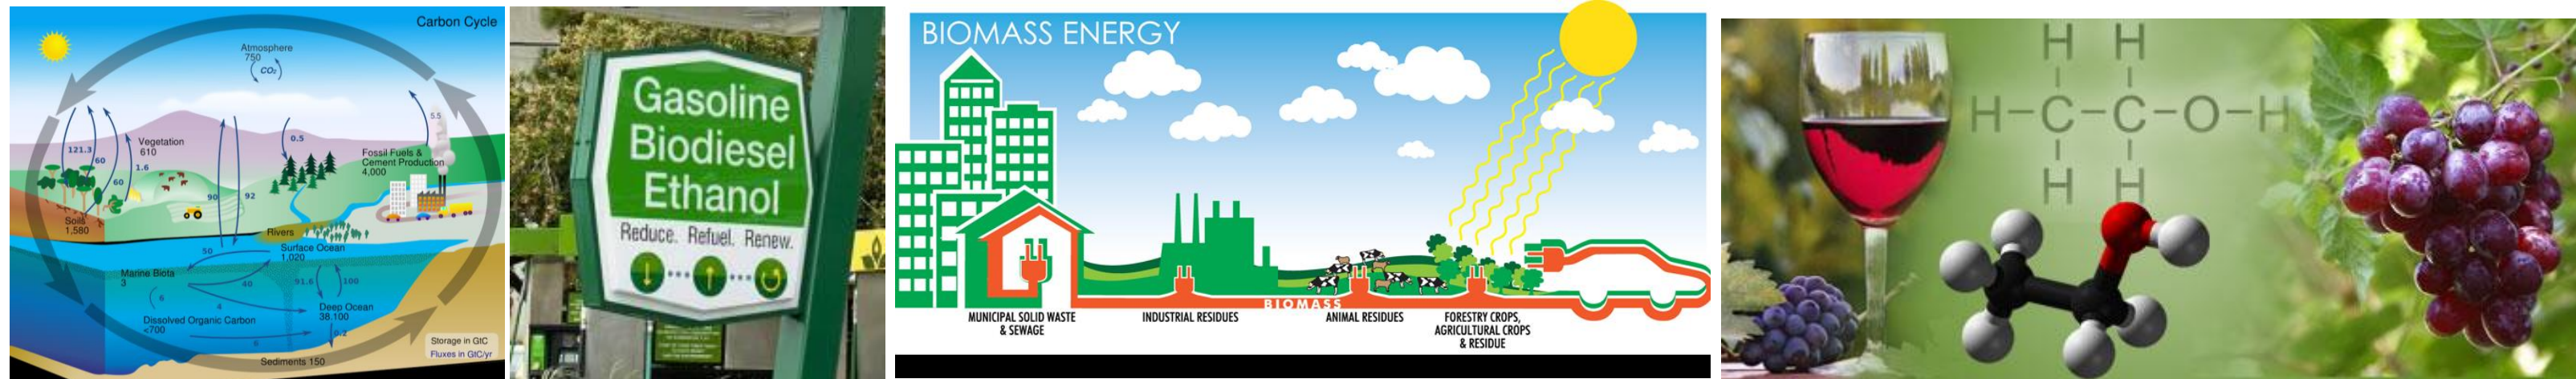 Carbon Cycle
Atmosphere
750
CO₂
5.5
121.3
60
Vegetation
610
1.6
60
0.5
Fossil Fuels &
Cement Production
4,000
90
92
Soils
1,580
Rivers
Surface Ocean
1,020
50
Marine Biota
3
40
91.6
100
6
4
Deep Ocean
38,100
Dissolved Organic Carbon
<700
6
0.2
Sediments 150
Storage in GtC
Fluxes in GtC/yr
Gasoline
Biodiesel
Ethanol
Reduce. Refuel. Renew.
BIOMASS ENERGY
BIOMASS
MUNICIPAL SOLID WASTE
& SEWAGE
INDUSTRIAL RESIDUES
ANIMAL RESIDUES
FORESTRY CROPS,
AGRICULTURAL CROPS
& RESIDUE
H H
H-C-C-O-H
H H